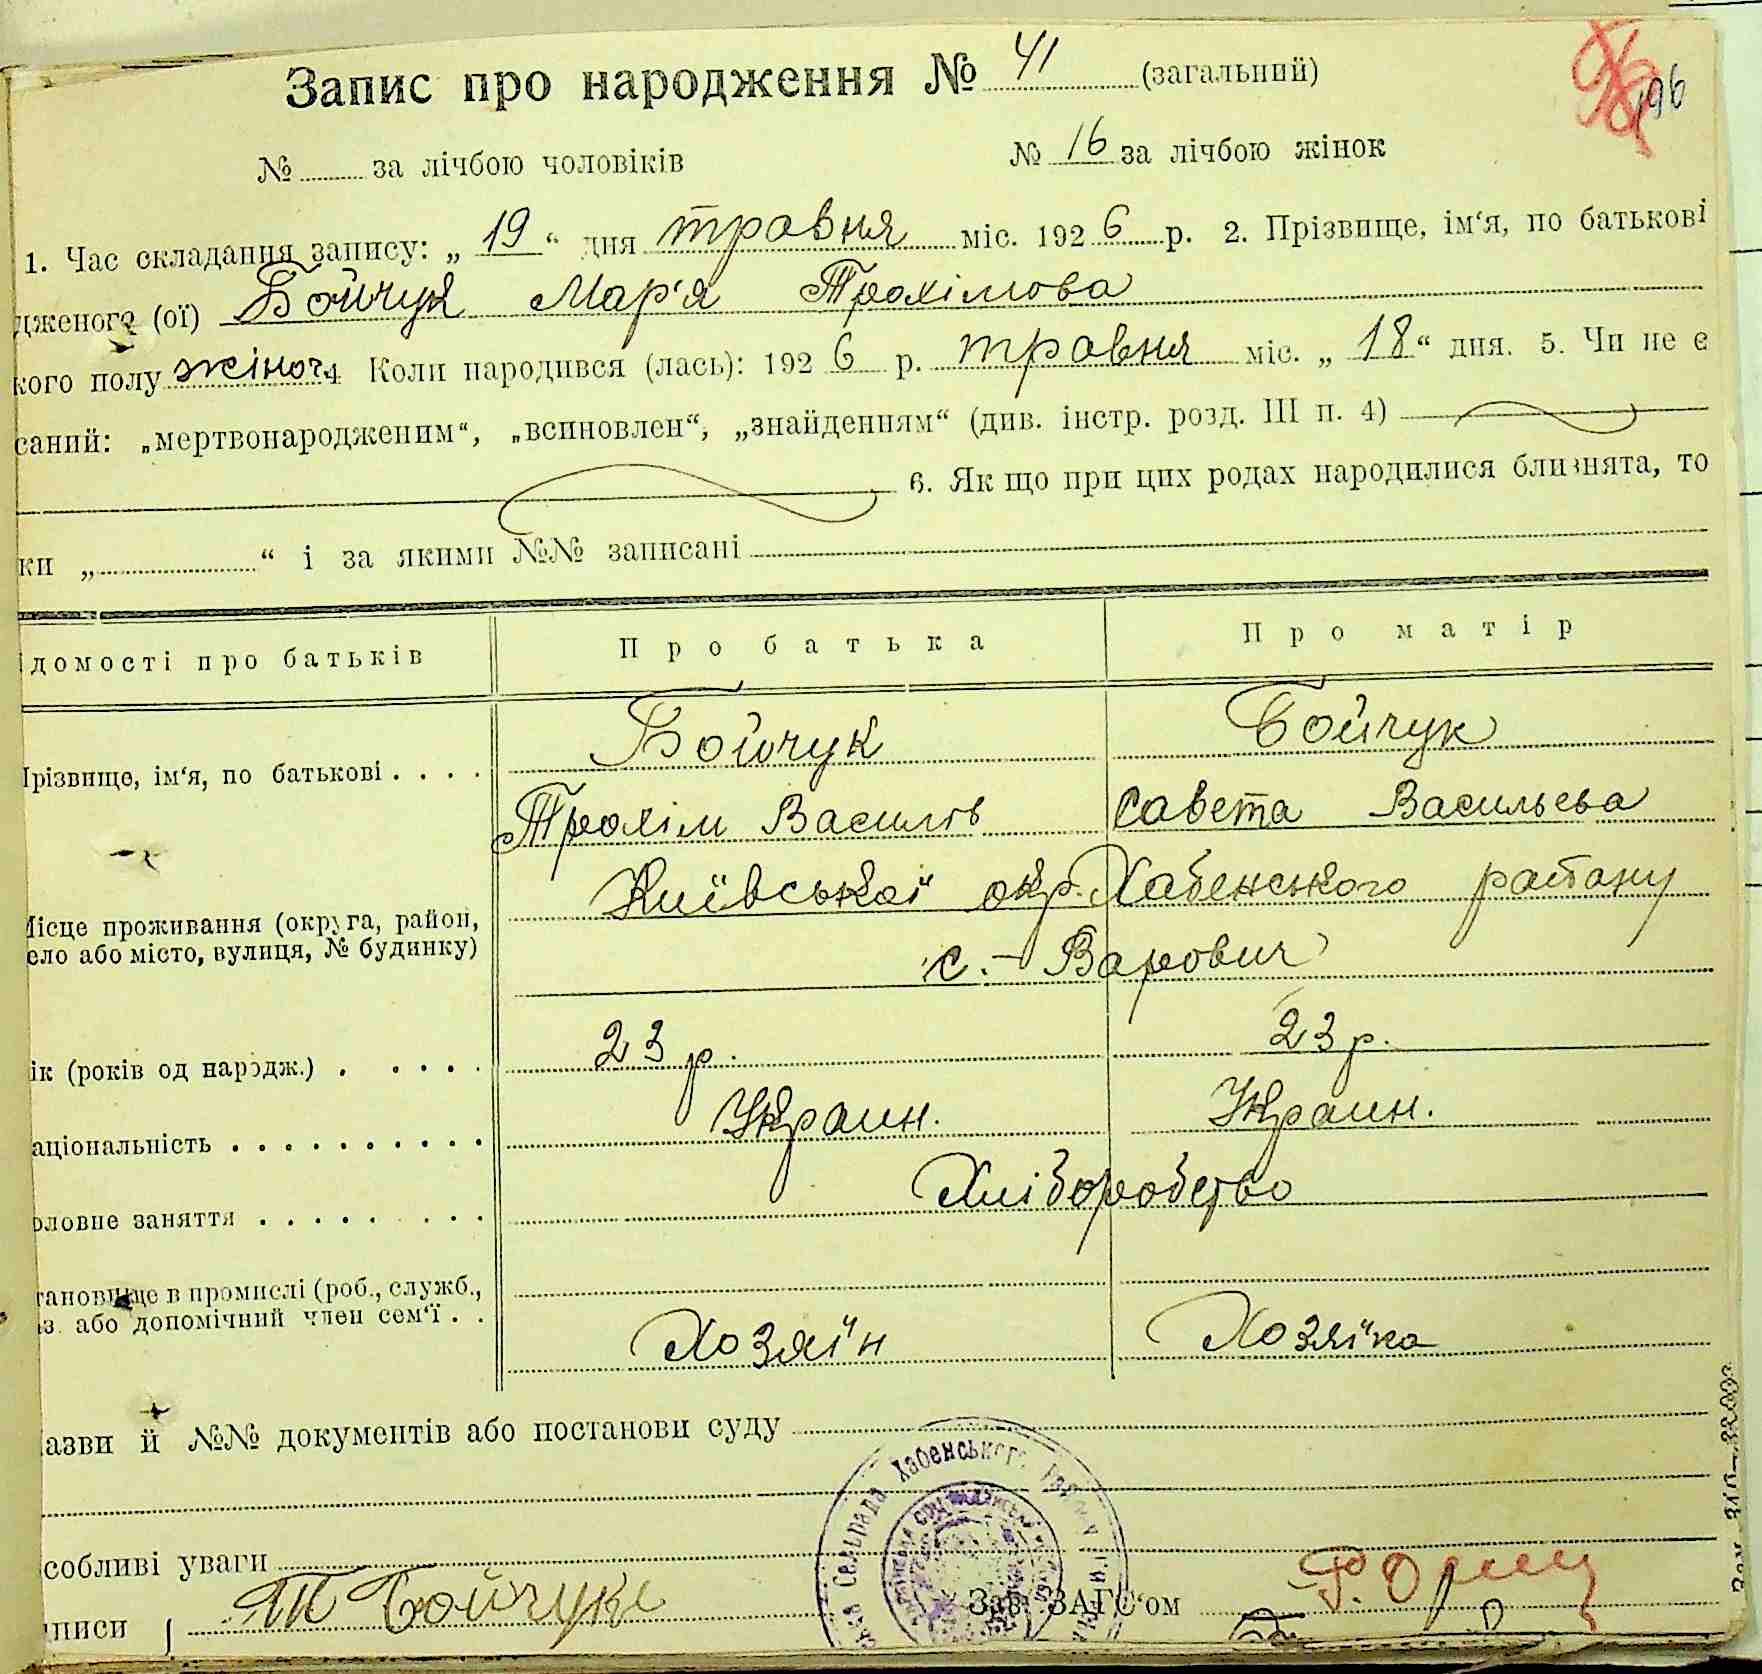 Запис про народження № 41 (загальний)
196
№ за лічбою чоловіків № 16 за лічбою жінок
1. Час складання запису: „ 19 “ дня травня міс. 1926 р. 2. Прізвище, ім‘я, по батькові
дженого (ої) Бойчук Мар‘я Трохімова
кого полу жіноч. 4 Коли народився (лась): 1926 р. травня міс. „ 18 “ дня. 5. Чи не є
саний: „мертвонародженим“, „всиновлен“, „знайденням“ (див. інстр. розд. III п. 4)
6. Як що при цих родах народилися близнята, то
ки „ “ і за якими №№ записані
ідомості про батьків Про батька Про матір
Прізвище, ім‘я, по батькові . . . . Бойчук Бойчук
Трохім Василів Савета Васильева
Місце проживання (округа, район, Київської окр. Хабенського району
ело або місто, вулиця, № будинку) с. – Варович
ік (років од народж.) . . . . . 23 р. 23 р.
аціональність . . . . . . . . . . Украин. Украин.
оловне заняття . . . . . . . . Хліборобство
тановище в промислі (роб., служб.,
з. або допомічний член сем‘ї . . Хозяїн Хозяїка
азви й №№ документів або постанови суду
собливі уваги
Сельрада Хабенського
писи Бойчук Зав. ЗАГС‘ом